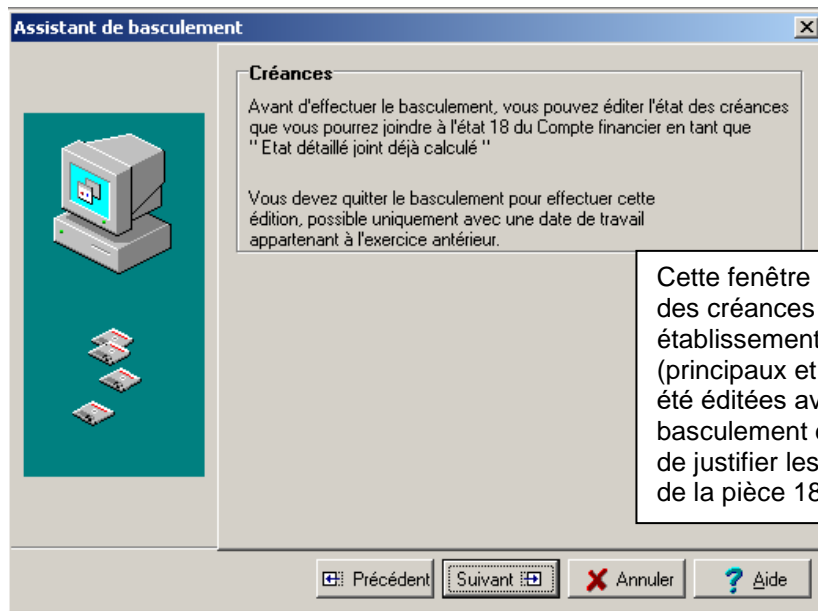 Assistant de basculement
Créances
Avant d'effectuer le basculement, vous pouvez éditer l'état des créances
que vous pourrez joindre à l'état 18 du Compte financier en tant que
" Etat détaillé joint déjà calculé "
Vous devez quitter le basculement pour effectuer cette
édition, possible uniquement avec une date de travail
appartenant à l'exercice antérieur.
Cette fenêtre
des créances
établissement
(principaux et
été éditées av
basculement
de justifier les
de la pièce 18
Précédent Suivant Annuler Aide